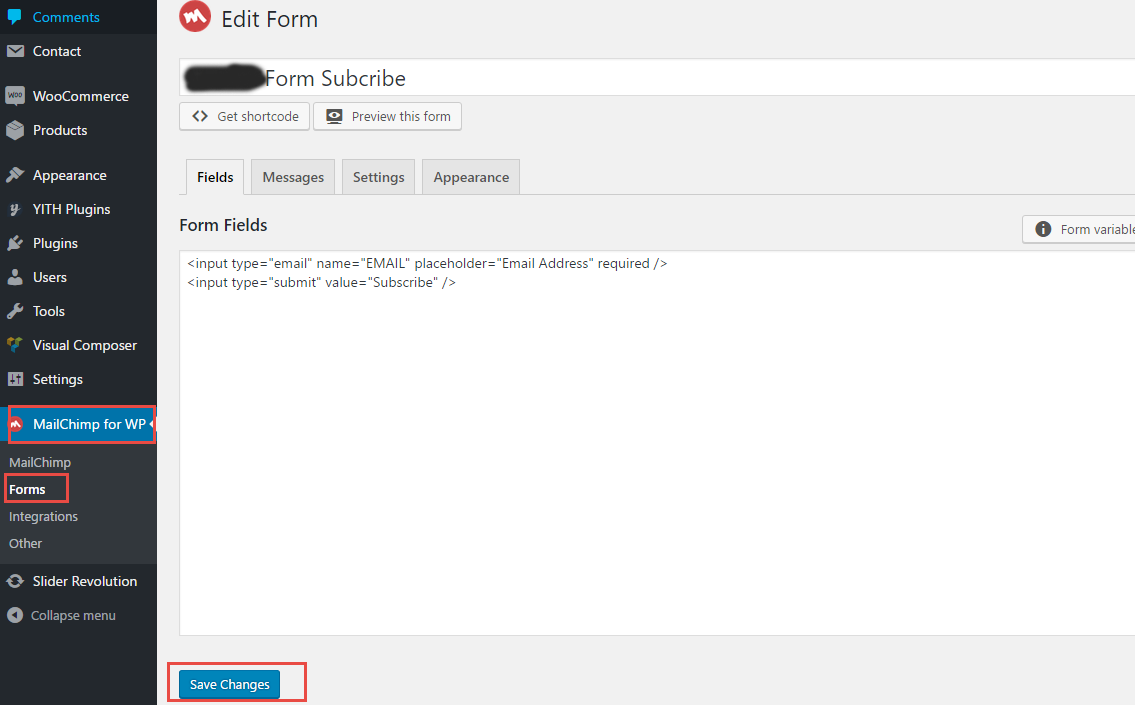 Comments
Contact
WOO WooCommerce
Products
Appearance
YITH Plugins
Plugins
Users
Tools
Visual Composer
Settings
MailChimp for WP
MailChimp
Forms
Integrations
Other
Slider Revolution
Collapse menu
Edit Form
Form Subcribe
Get shortcode
Preview this form
Fields
Messages
Settings
Appearance
Form Fields
Form variable
<input type="email" name="EMAIL" placeholder="Email Address" required />
<input type="submit" value="Subscribe" />
Save Changes